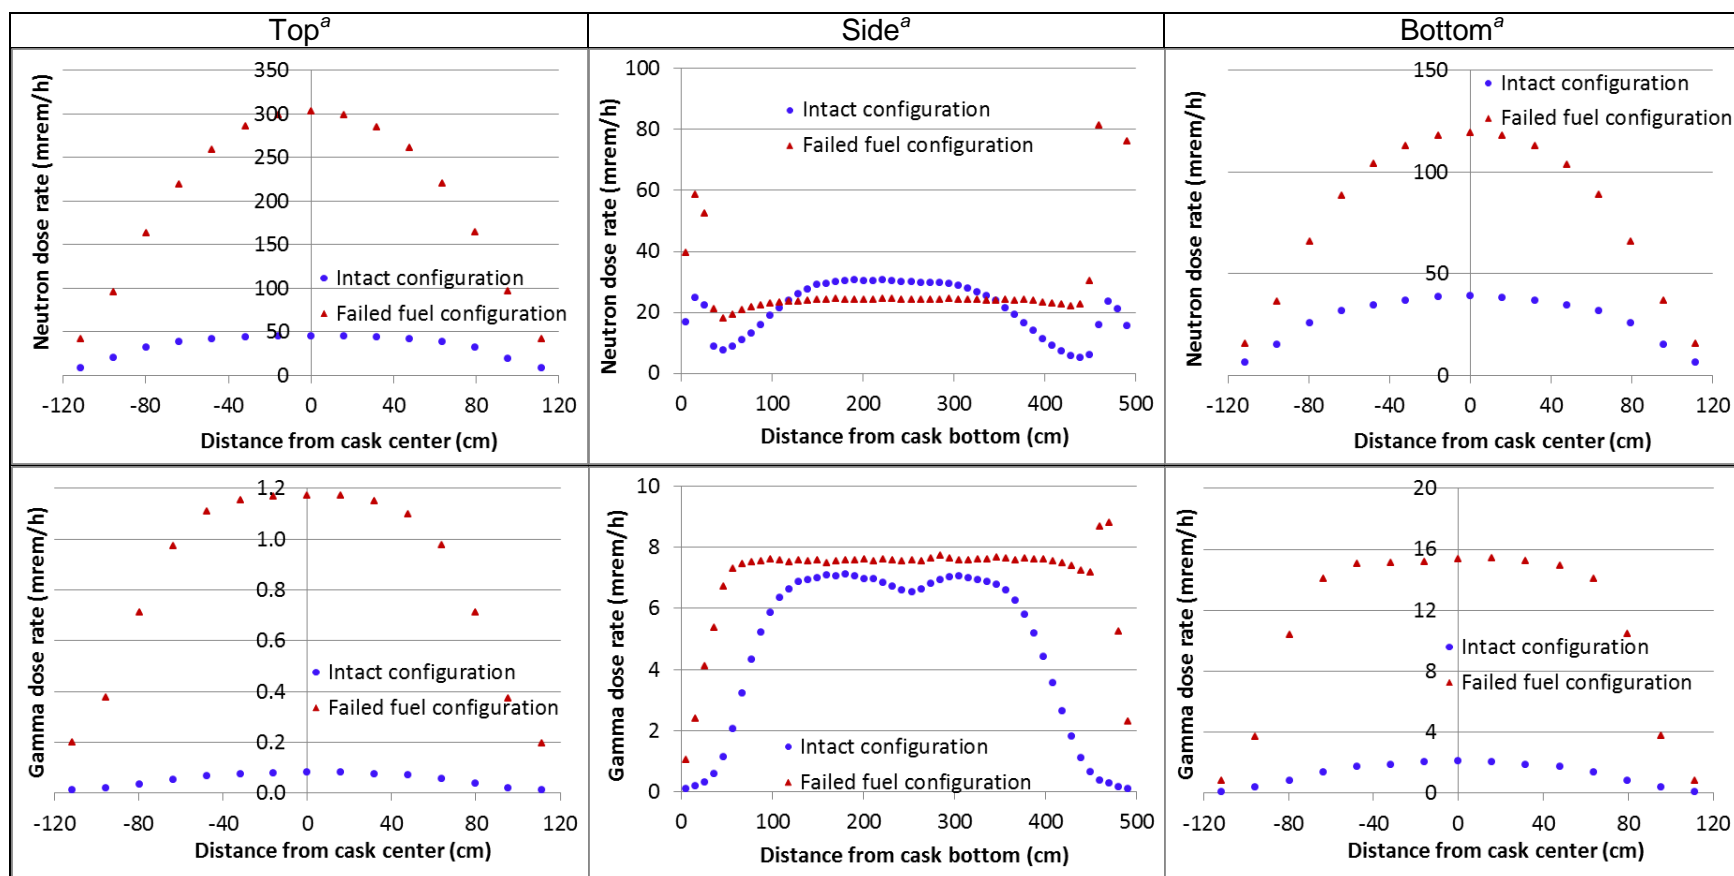 Topa
Sidea
Bottoma
Neutron dose rate (mrem/h)
350
300
250
200
150
100
50
0
Intact configuration
Failed fuel configuration
-120 -80 -40 0 40 80 120
Distance from cask center (cm)
Neutron dose rate (mrem/h)
100
80
60
40
20
0
Intact configuration
Failed fuel configuration
0 100 200 300 400 500
Distance from cask bottom (cm)
Neutron dose rate (mrem/h)
150
100
50
0
Intact configuration
Failed fuel configuration
-120 -80 -40 0 40 80 120
Distance from cask center (cm)
Gamma dose rate (mrem/h)
1.2
1.0
0.8
0.6
0.4
0.2
0.0
Intact configuration
Failed fuel configuration
-120 -80 -40 0 40 80 120
Distance from cask center (cm)
Gamma dose rate (mrem/h)
10
8
6
4
2
0
Intact configuration
Failed fuel configuration
0 100 200 300 400 500
Distance from cask bottom (cm)
Gamma dose rate (mrem/h)
20
16
12
8
4
0
Intact configuration
Failed fuel configuration
-120 -80 -40 0 40 80 120
Distance from cask center (cm)